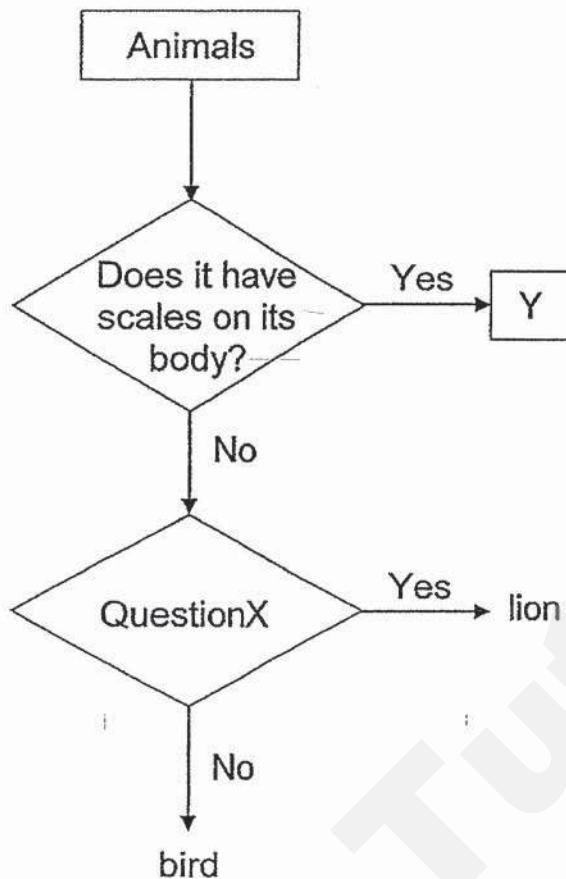 Animals
Does it have
scales on its
body?
Yes
Y
No
QuestionX
Yes
lion
No
bird